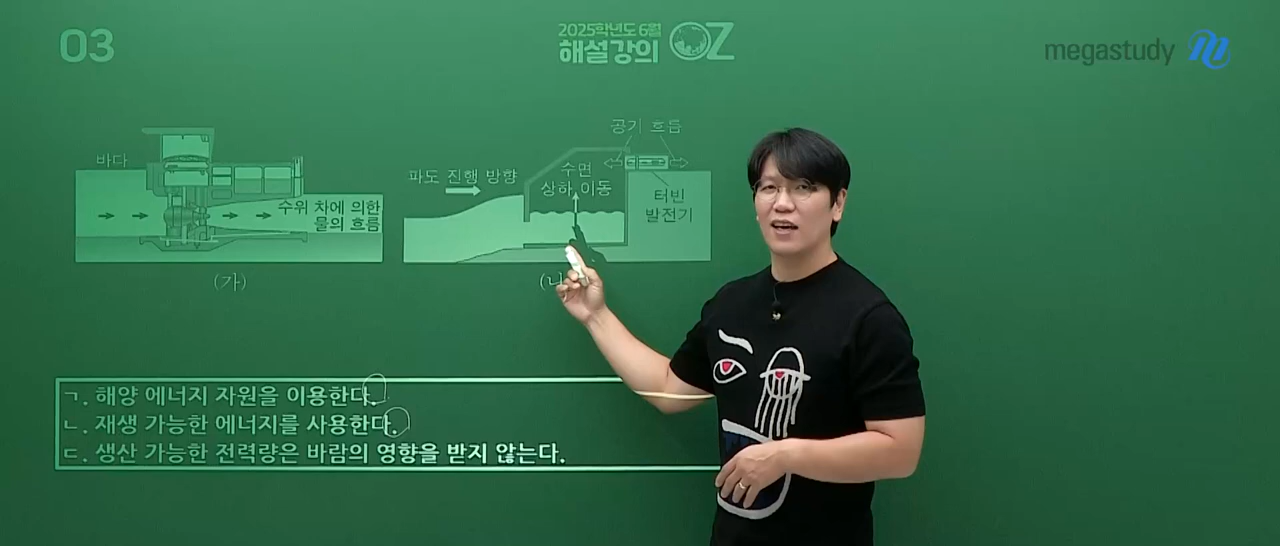 03
2025학년도 6월
해설강의 OZ
megastudy
바다
수위 차에 의한
물의 흐름
(가)
파도 진행 방향
수면
상하 이동
공기 흐름
터빈
발전기
(나
ㄱ. 해양 에너지 자원을 이용한다.
ㄴ. 재생 가능한 에너지를 사용한다.
ㄷ. 생산 가능한 전력량은 바람의 영향을 받지 않는다.